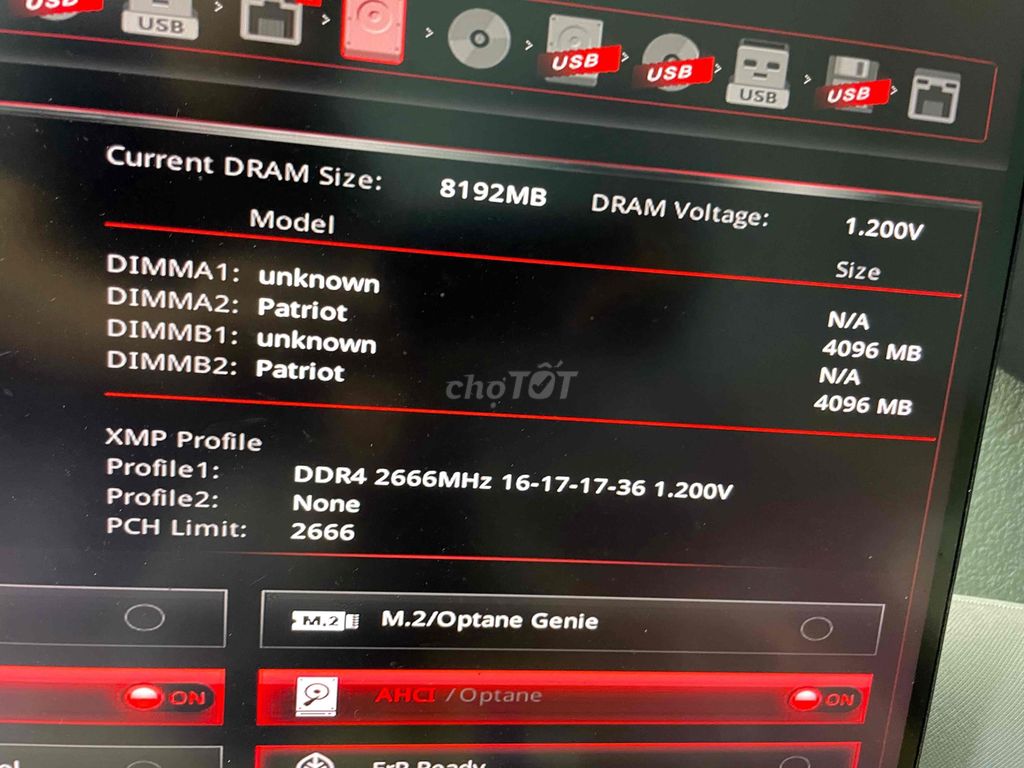 USB
USB
USB
USB
USB
USB
Current DRAM Size: 8192MB DRAM Voltage: 1.200V
Model Size
DIMMA1: unknown N/A
DIMMA2: Patriot 4096 MB
DIMMB1: unknown N/A
DIMMB2: Patriot 4096 MB
chợTỐT
XMP Profile
Profile1: DDR4 2666MHz 16-17-17-36 1.200V
Profile2: None
PCH Limit: 2666
M.2 M.2/Optane Genie
ON AHCI /Optane ON
ErP Ready